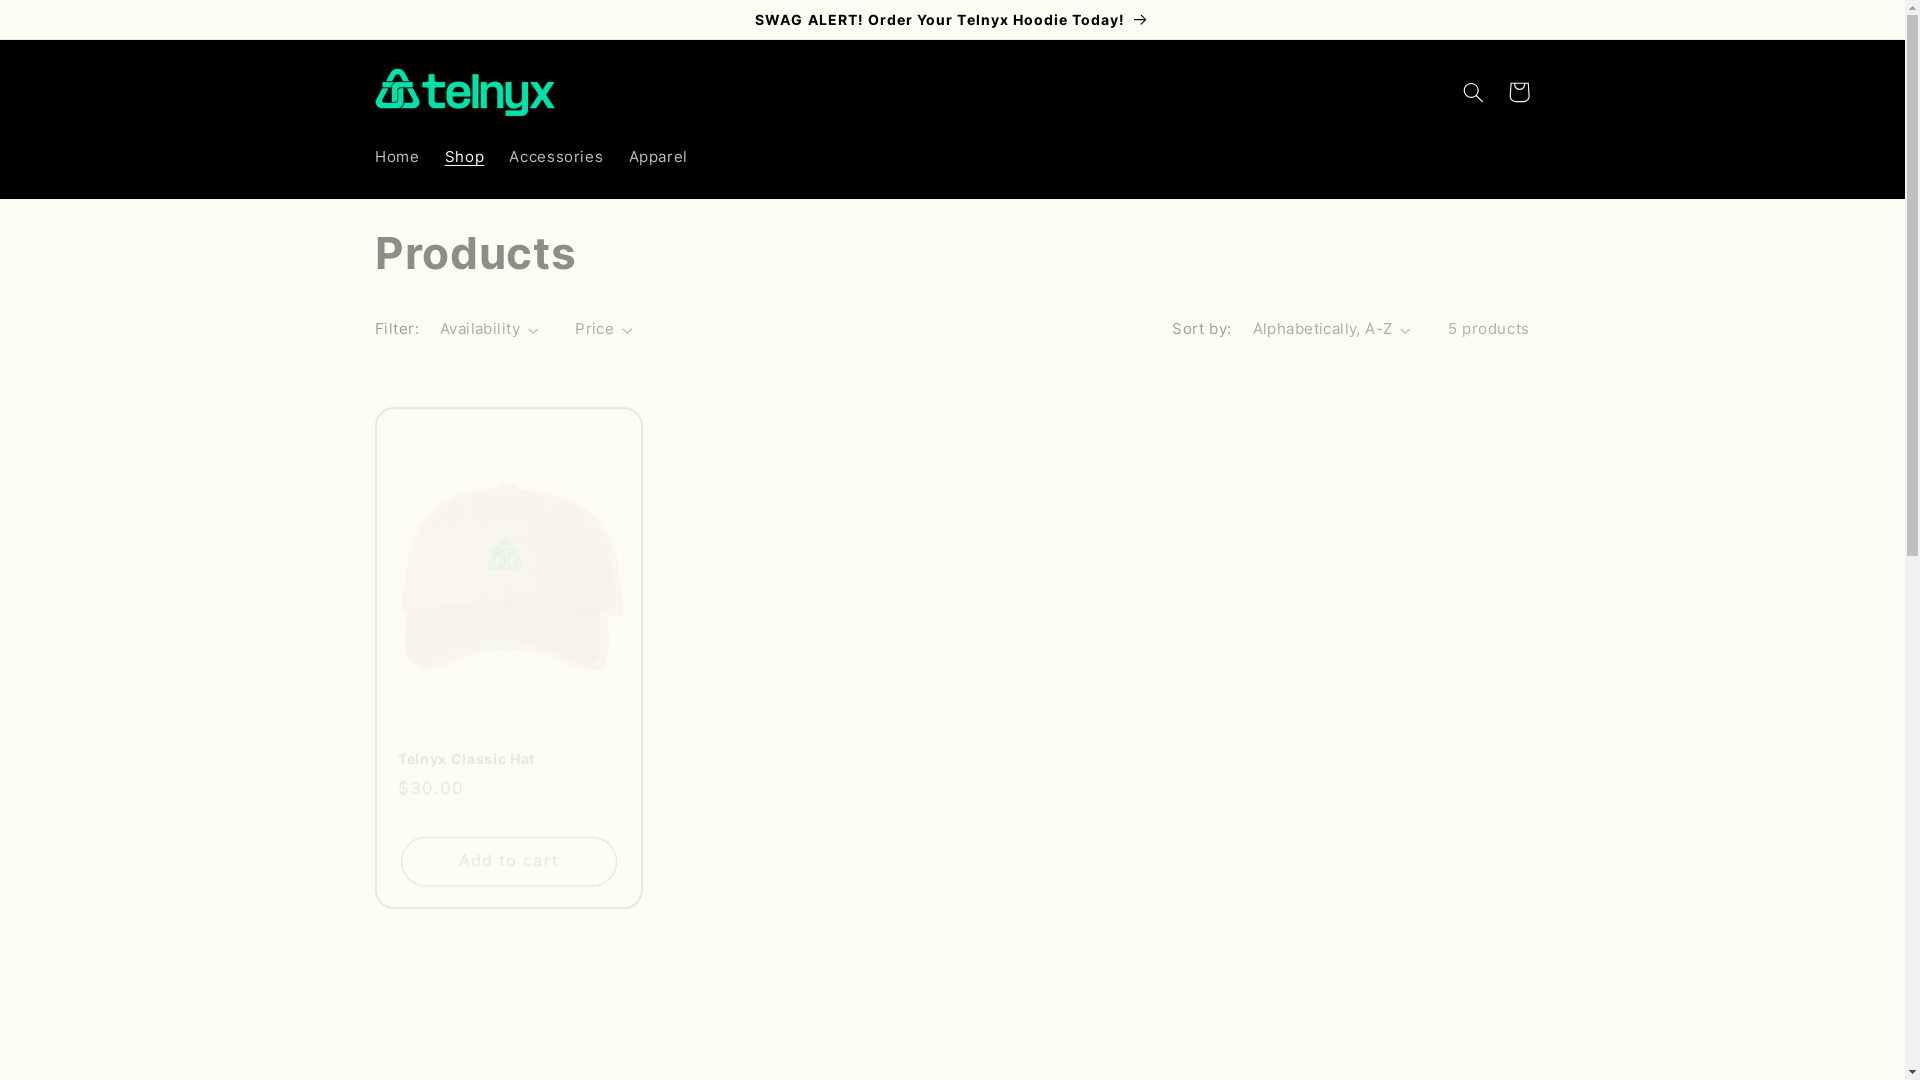 SWAG ALERT! Order Your Telnyx Hoodie Today!
telnyx
Home Shop Accessories Apparel
Products
Filter: Availability Price Sort by: Alphabetically, A-Z 5 products
Telnyx Classic Hat
$30.00
Add to cart